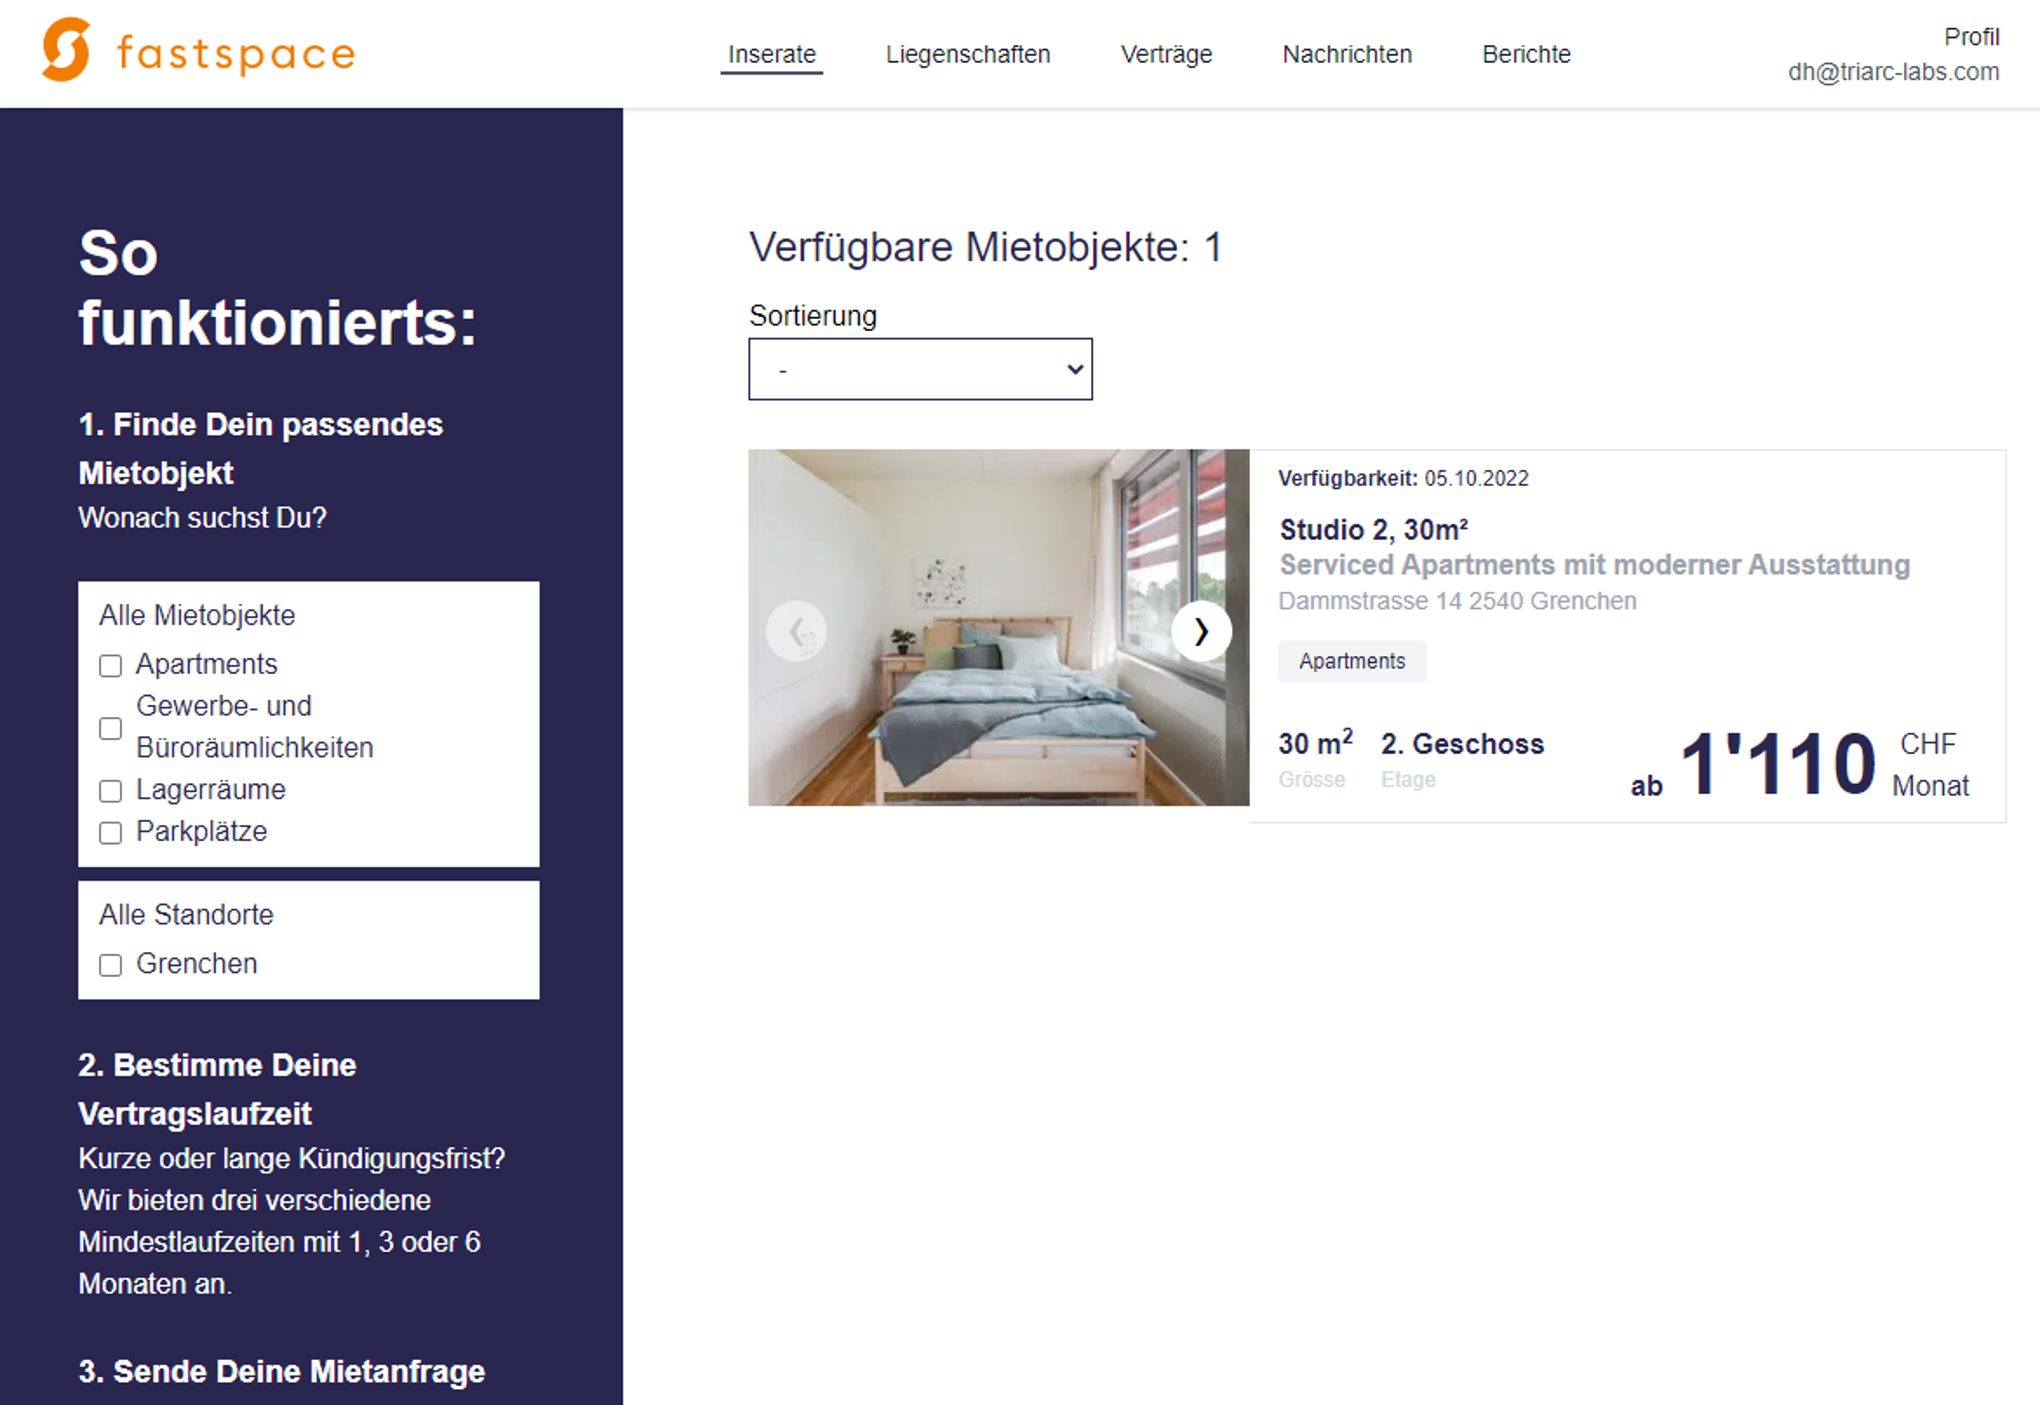 fastspace
Inserate
Liegenschaften
Verträge
Nachrichten
Berichte
Profil
dh@triarc-labs.com
So
funktionierts:
1. Finde Dein passendes
Mietobjekt
Wonach suchst Du?
Alle Mietobjekte
Apartments
Gewerbe- und
Büroräumlichkeiten
Lagerräume
Parkplätze
Alle Standorte
Grenchen
2. Bestimme Deine
Vertragslaufzeit
Kurze oder lange Kündigungsfrist?
Wir bieten drei verschiedene
Mindestlaufzeiten mit 1, 3 oder 6
Monaten an.
3. Sende Deine Mietanfrage
Verfügbare Mietobjekte: 1
Sortierung
-
Verfügbarkeit: 05.10.2022
Studio 2, 30m²
Serviced Apartments mit moderner Ausstattung
Dammstrasse 14 2540 Grenchen
Apartments
30 m² 2. Geschoss
Grösse Etage
ab 1'110 CHF
Monat